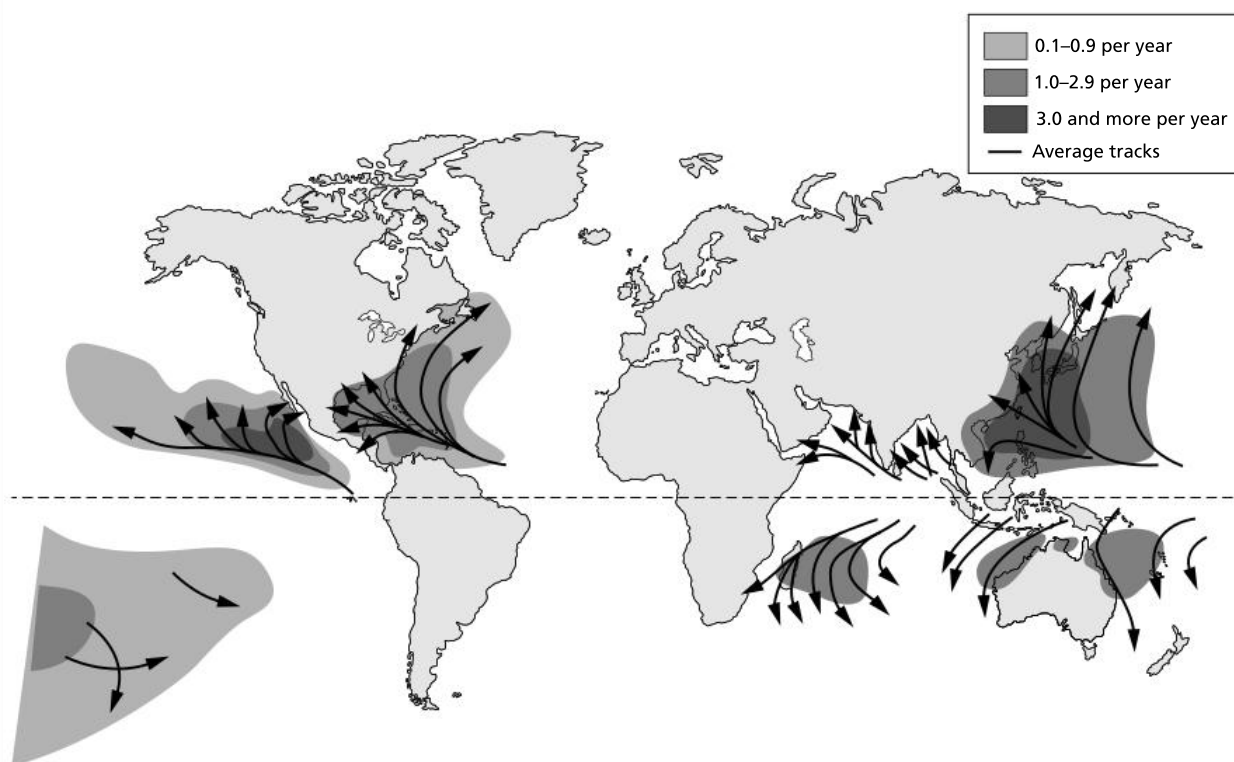 0.1–0.9 per year
1.0–2.9 per year
3.0 and more per year
Average tracks